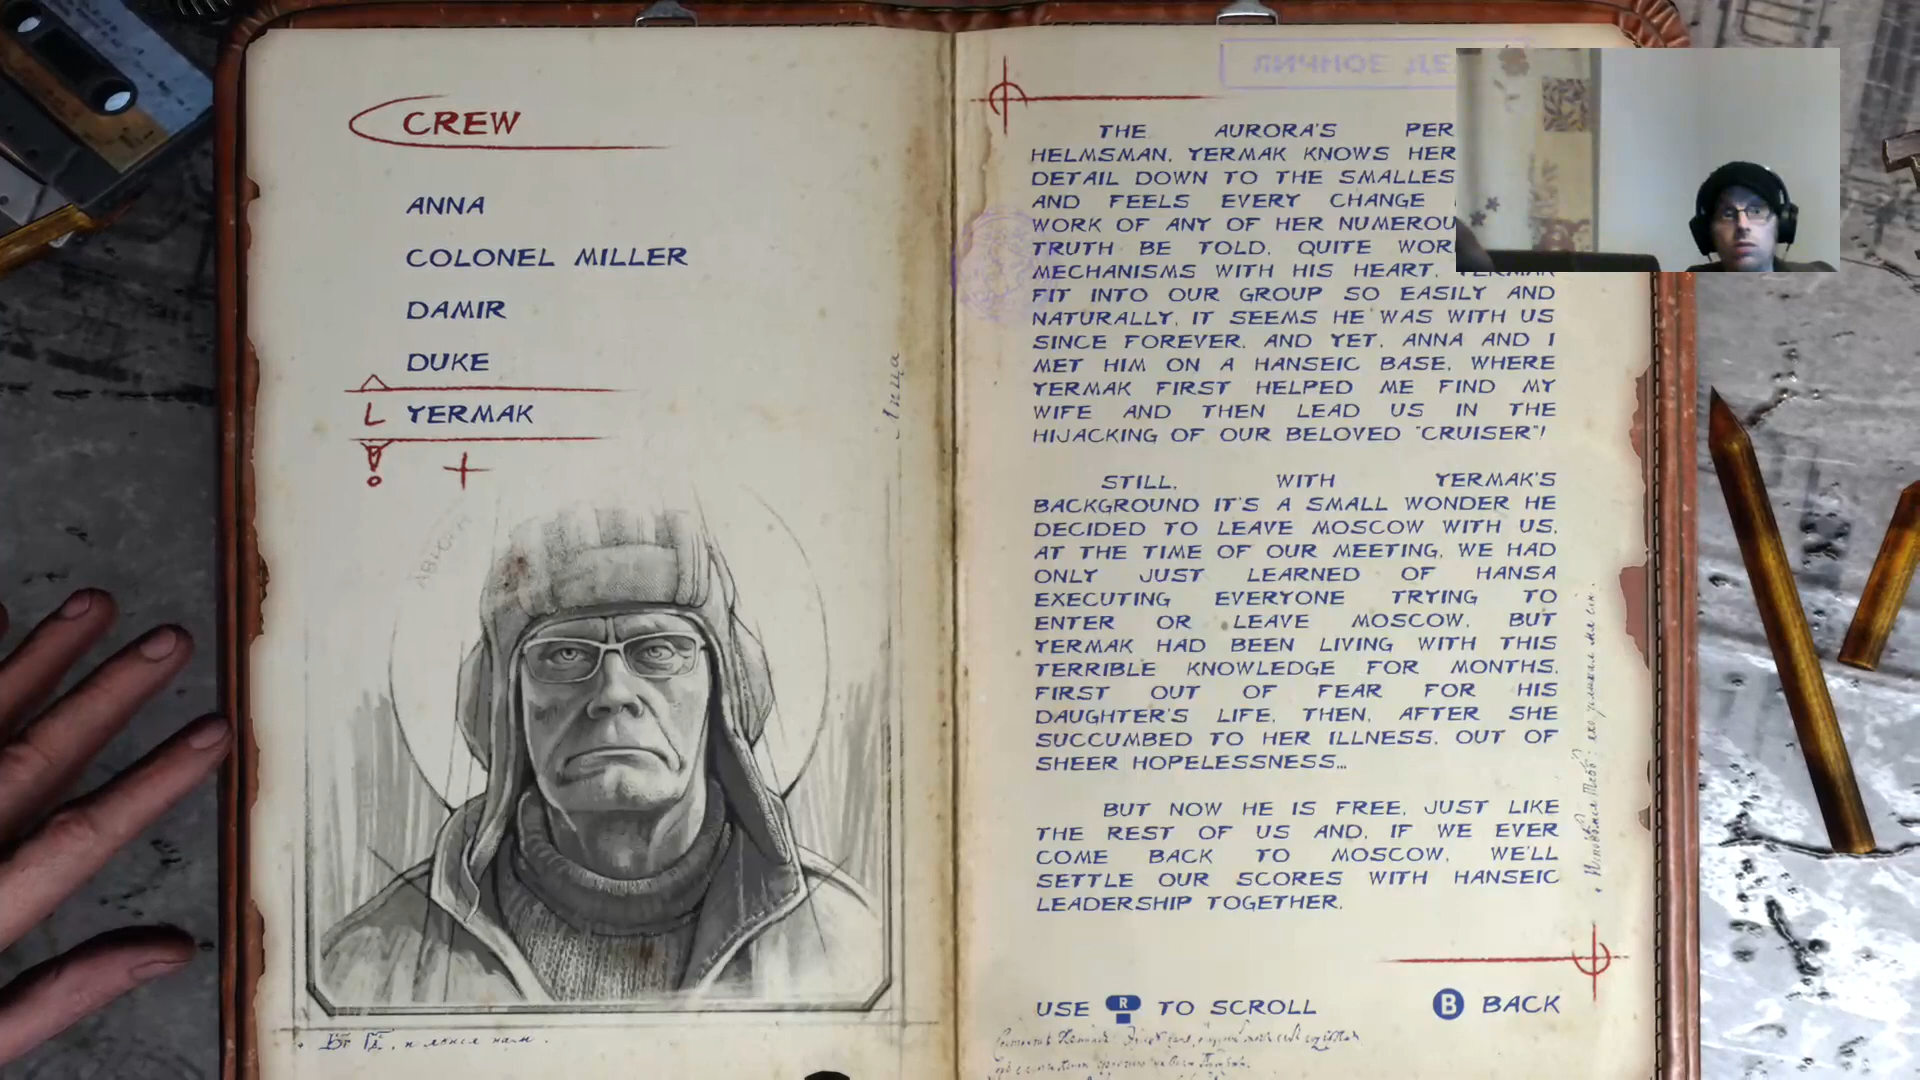 CREW
ANNA
COLONEL MILLER
DAMIR
DUKE
L YERMAK
ЛИЧНОЕ
THE AURORA'S PER
HELMSMAN, YERMAK KNOWS HER
DETAIL DOWN TO THE SMALLES
AND FEELS EVERY CHANGE
WORK OF ANY OF HER NUMEROU
TRUTH BE TOLD, QUITE WOR
MECHANISMS WITH HIS HEART. YERMAK
FIT INTO OUR GROUP SO EASILY AND
NATURALLY, IT SEEMS HE WAS WITH US
SINCE FOREVER. AND YET, ANNA AND I
MET HIM ON A HANSEIC BASE, WHERE
YERMAK FIRST HELPED ME FIND MY
WIFE AND THEN LEAD US IN THE
HIJACKING OF OUR BELOVED "CRUISER"!
STILL, WITH YERMAK'S
BACKGROUND IT'S A SMALL WONDER HE
DECIDED TO LEAVE MOSCOW WITH US.
AT THE TIME OF OUR MEETING, WE HAD
ONLY JUST LEARNED OF HANSA
EXECUTING EVERYONE TRYING TO
ENTER OR LEAVE MOSCOW, BUT
YERMAK HAD BEEN LIVING WITH THIS
TERRIBLE KNOWLEDGE FOR MONTHS.
FIRST OUT OF FEAR FOR HIS
DAUGHTER'S LIFE, THEN, AFTER SHE
SUCCUMBED TO HER ILLNESS, OUT OF
SHEER HOPELESSNESS...
BUT NOW HE IS FREE, JUST LIKE
THE REST OF US AND, IF WE EVER
COME BACK TO MOSCOW, WE'LL
SETTLE OUR SCORES WITH HANSEIC
LEADERSHIP TOGETHER.
USE R TO SCROLL
B BACK